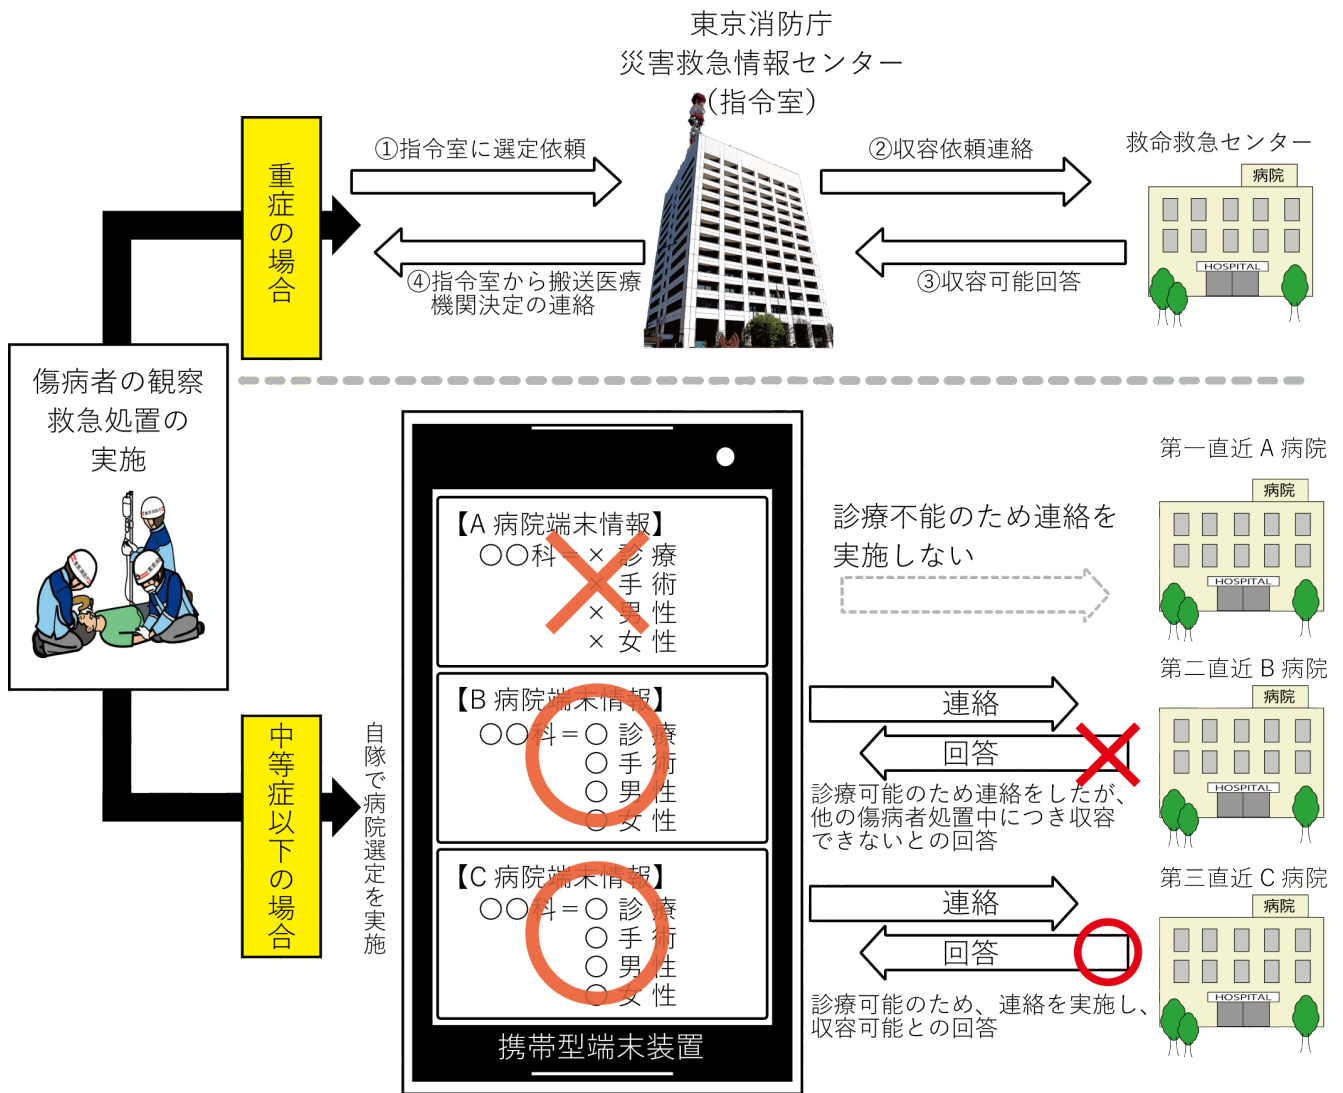 東京消防庁
災害救急情報センター
（指令室）
重症の場合
①指令室に選定依頼
②収容依頼連絡
救命救急センター
病院
HOSPITAL
④指令室から搬送医療
機関決定の連絡
③収容可能回答
傷病者の観察
救急処置の
実施
中等症以下の場合
自隊で病院選定を実施
【A 病院端末情報】
〇〇科＝× 診 療
× 手 術
× 男 性
× 女 性
【B 病院端末情報】
〇〇科＝〇 診 療
〇 手 術
〇 男 性
〇 女 性
【C 病院端末情報】
〇〇科＝〇 診 療
〇 手 術
〇 男 性
〇 女 性
携帯型端末装置
診療不能のため連絡を
実施しない
第一直近 A 病院
病院
HOSPITAL
連絡
回答
診療可能のため連絡をしたが、
他の傷病者処置中につき収容
できないとの回答
第二直近 B 病院
病院
HOSPITAL
連絡
回答
診療可能のため、連絡を実施し、
収容可能との回答
第三直近 C 病院
病院
HOSPITAL